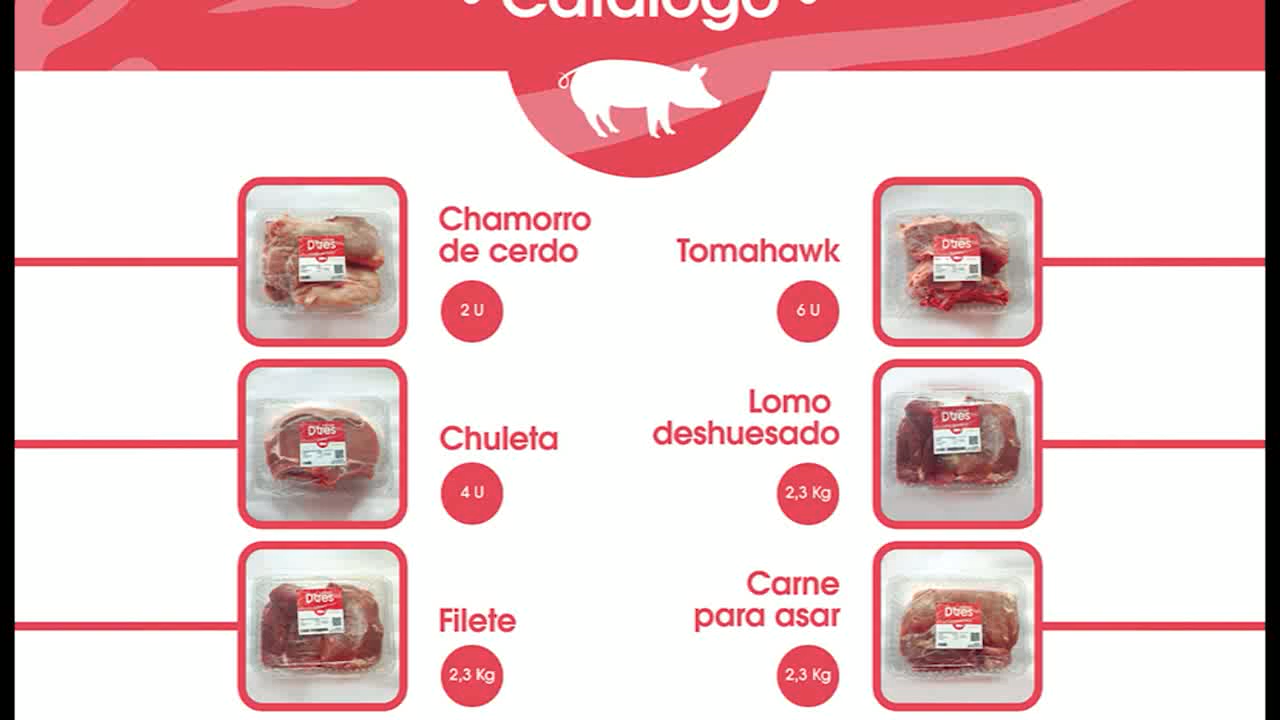 • Catálogo •
Chamorro
de cerdo
2 U
Tomahawk
6 U
Chuleta
4 U
Lomo
deshuesado
2,3 Kg
Filete
2,3 Kg
Carne
para asar
2,3 Kg